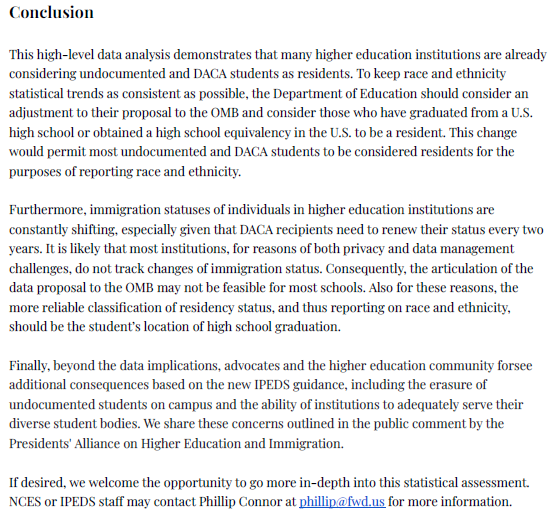 Conclusion
This high-level data analysis demonstrates that many higher education institutions are already
considering undocumented and DACA students as residents. To keep race and ethnicity
statistical trends as consistent as possible, the Department of Education should consider an
adjustment to their proposal to the OMB and consider those who have graduated from a U.S.
high school or obtained a high school equivalency in the U.S. to be a resident. This change
would permit most undocumented and DACA students to be considered residents for the
purposes of reporting race and ethnicity.
Furthermore, immigration statuses of individuals in higher education institutions are
constantly shifting, especially given that DACA recipients need to renew their status every two
years. It is likely that most institutions, for reasons of both privacy and data management
challenges, do not track changes of immigration status. Consequently, the articulation of the
data proposal to the OMB may not be feasible for most schools. Also for these reasons, the
more reliable classification of residency status, and thus reporting on race and ethnicity,
should be the student's location of high school graduation.
Finally, beyond the data implications, advocates and the higher education community forsee
additional consequences based on the new IPEDS guidance, including the erasure of
undocumented students on campus and the ability of institutions to adequately serve their
diverse student bodies. We share these concerns outlined in the public comment by the
Presidents' Alliance on Higher Education and Immigration.
If desired, we welcome the opportunity to go more in-depth into this statistical assessment.
NCES or IPEDS staff may contact Phillip Connor at phillip@fwd.us for more information.